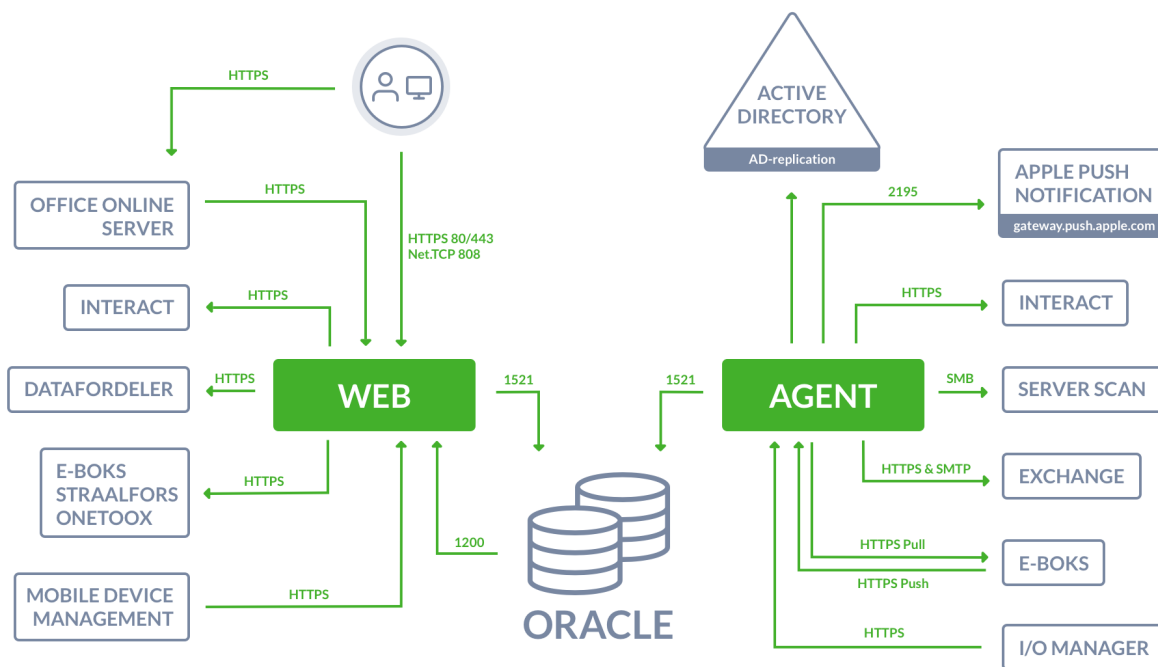 HTTPS
ACTIVE
DIRECTORY
AD-replication
2195
APPLE PUSH
NOTIFICATION
gateway.push.apple.com
OFFICE ONLINE
SERVER
HTTPS
HTTPS 80/443
Net.TCP 808
INTERACT
HTTPS
HTTPS
INTERACT
DATAFORDELER
HTTPS
WEB
1521
1521
AGENT
SMB
SERVER SCAN
E-BOKS
STRAALFORS
ONETOOX
HTTPS
HTTPS & SMTP
EXCHANGE
1200
HTTPS Pull
HTTPS Push
E-BOKS
MOBILE DEVICE
MANAGEMENT
HTTPS
ORACLE
HTTPS
I/O MANAGER